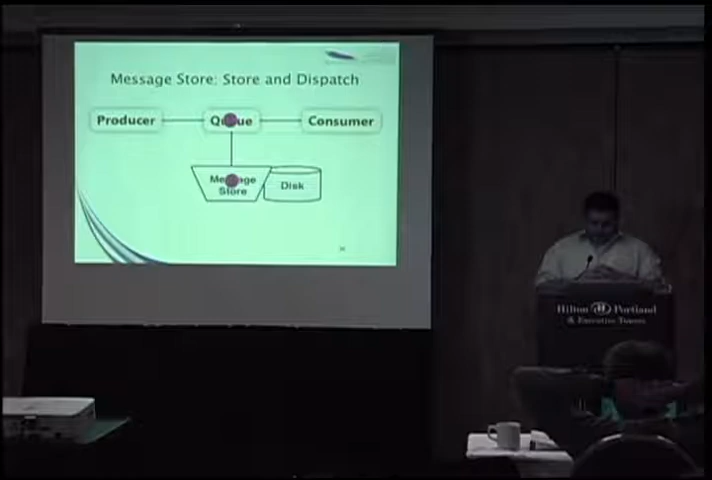 Message Store: Store and Dispatch
Producer
Queue
Consumer
Message
Store
Disk
Hilton Portland
& Executive Tower